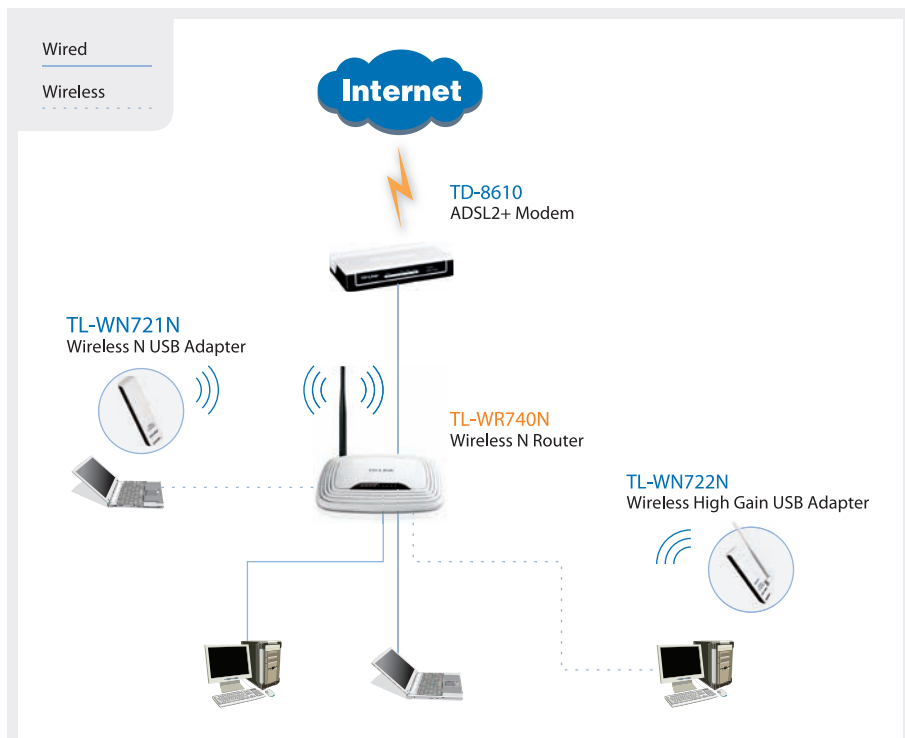 Wired
Wireless
Internet
TD-8610
ADSL2+ Modem
TL-WN721N
Wireless N USB Adapter
TL-WR740N
Wireless N Router
TL-WN722N
Wireless High Gain USB Adapter